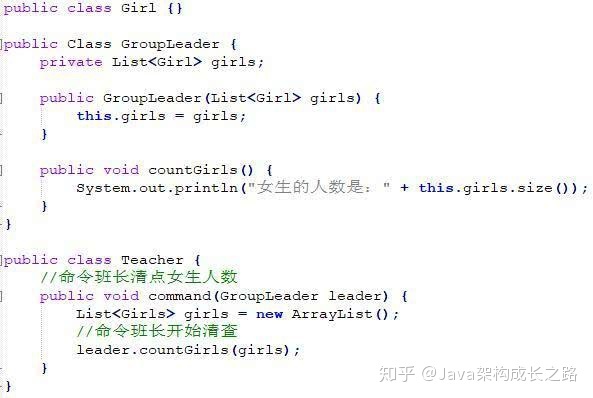 public class Girl {}
public Class GroupLeader {
private List<Girl> girls;
public GroupLeader(List<Girl> girls) {
this.girls = girls;
}
public void countGirls() {
System.out.println("女生的人数是：" + this.girls.size());
}
}
public class Teacher {
//命令班长清点女生人数
public void command(GroupLeader leader) {
List<Girls> girls = new ArrayList();
//命令班长开始清查
leader.countGirls(girls);
}
}
知乎 @Java架构成长之路